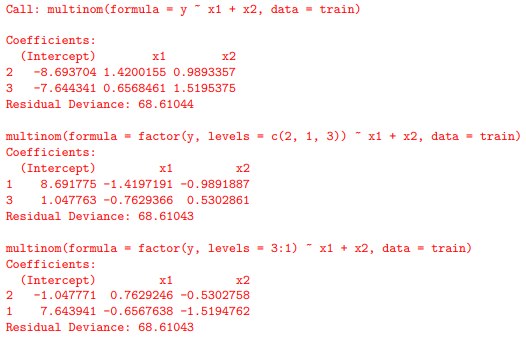 Call: multinom(formula = y ~ x1 + x2, data = train)
Coefficients:
(Intercept) x1 x2
2 -8.693704 1.4200155 0.9893357
3 -7.644341 0.6568461 1.5195375
Residual Deviance: 68.61044
multinom(formula = factor(y, levels = c(2, 1, 3)) ~ x1 + x2, data = train)
Coefficients:
(Intercept) x1 x2
1 8.691775 -1.4197191 -0.9891887
3 1.047763 -0.7629366 0.5302861
Residual Deviance: 68.61043
multinom(formula = factor(y, levels = 3:1) ~ x1 + x2, data = train)
Coefficients:
(Intercept) x1 x2
2 -1.047771 0.7629246 -0.5302758
1 7.643941 -0.6567638 -1.5194762
Residual Deviance: 68.61043